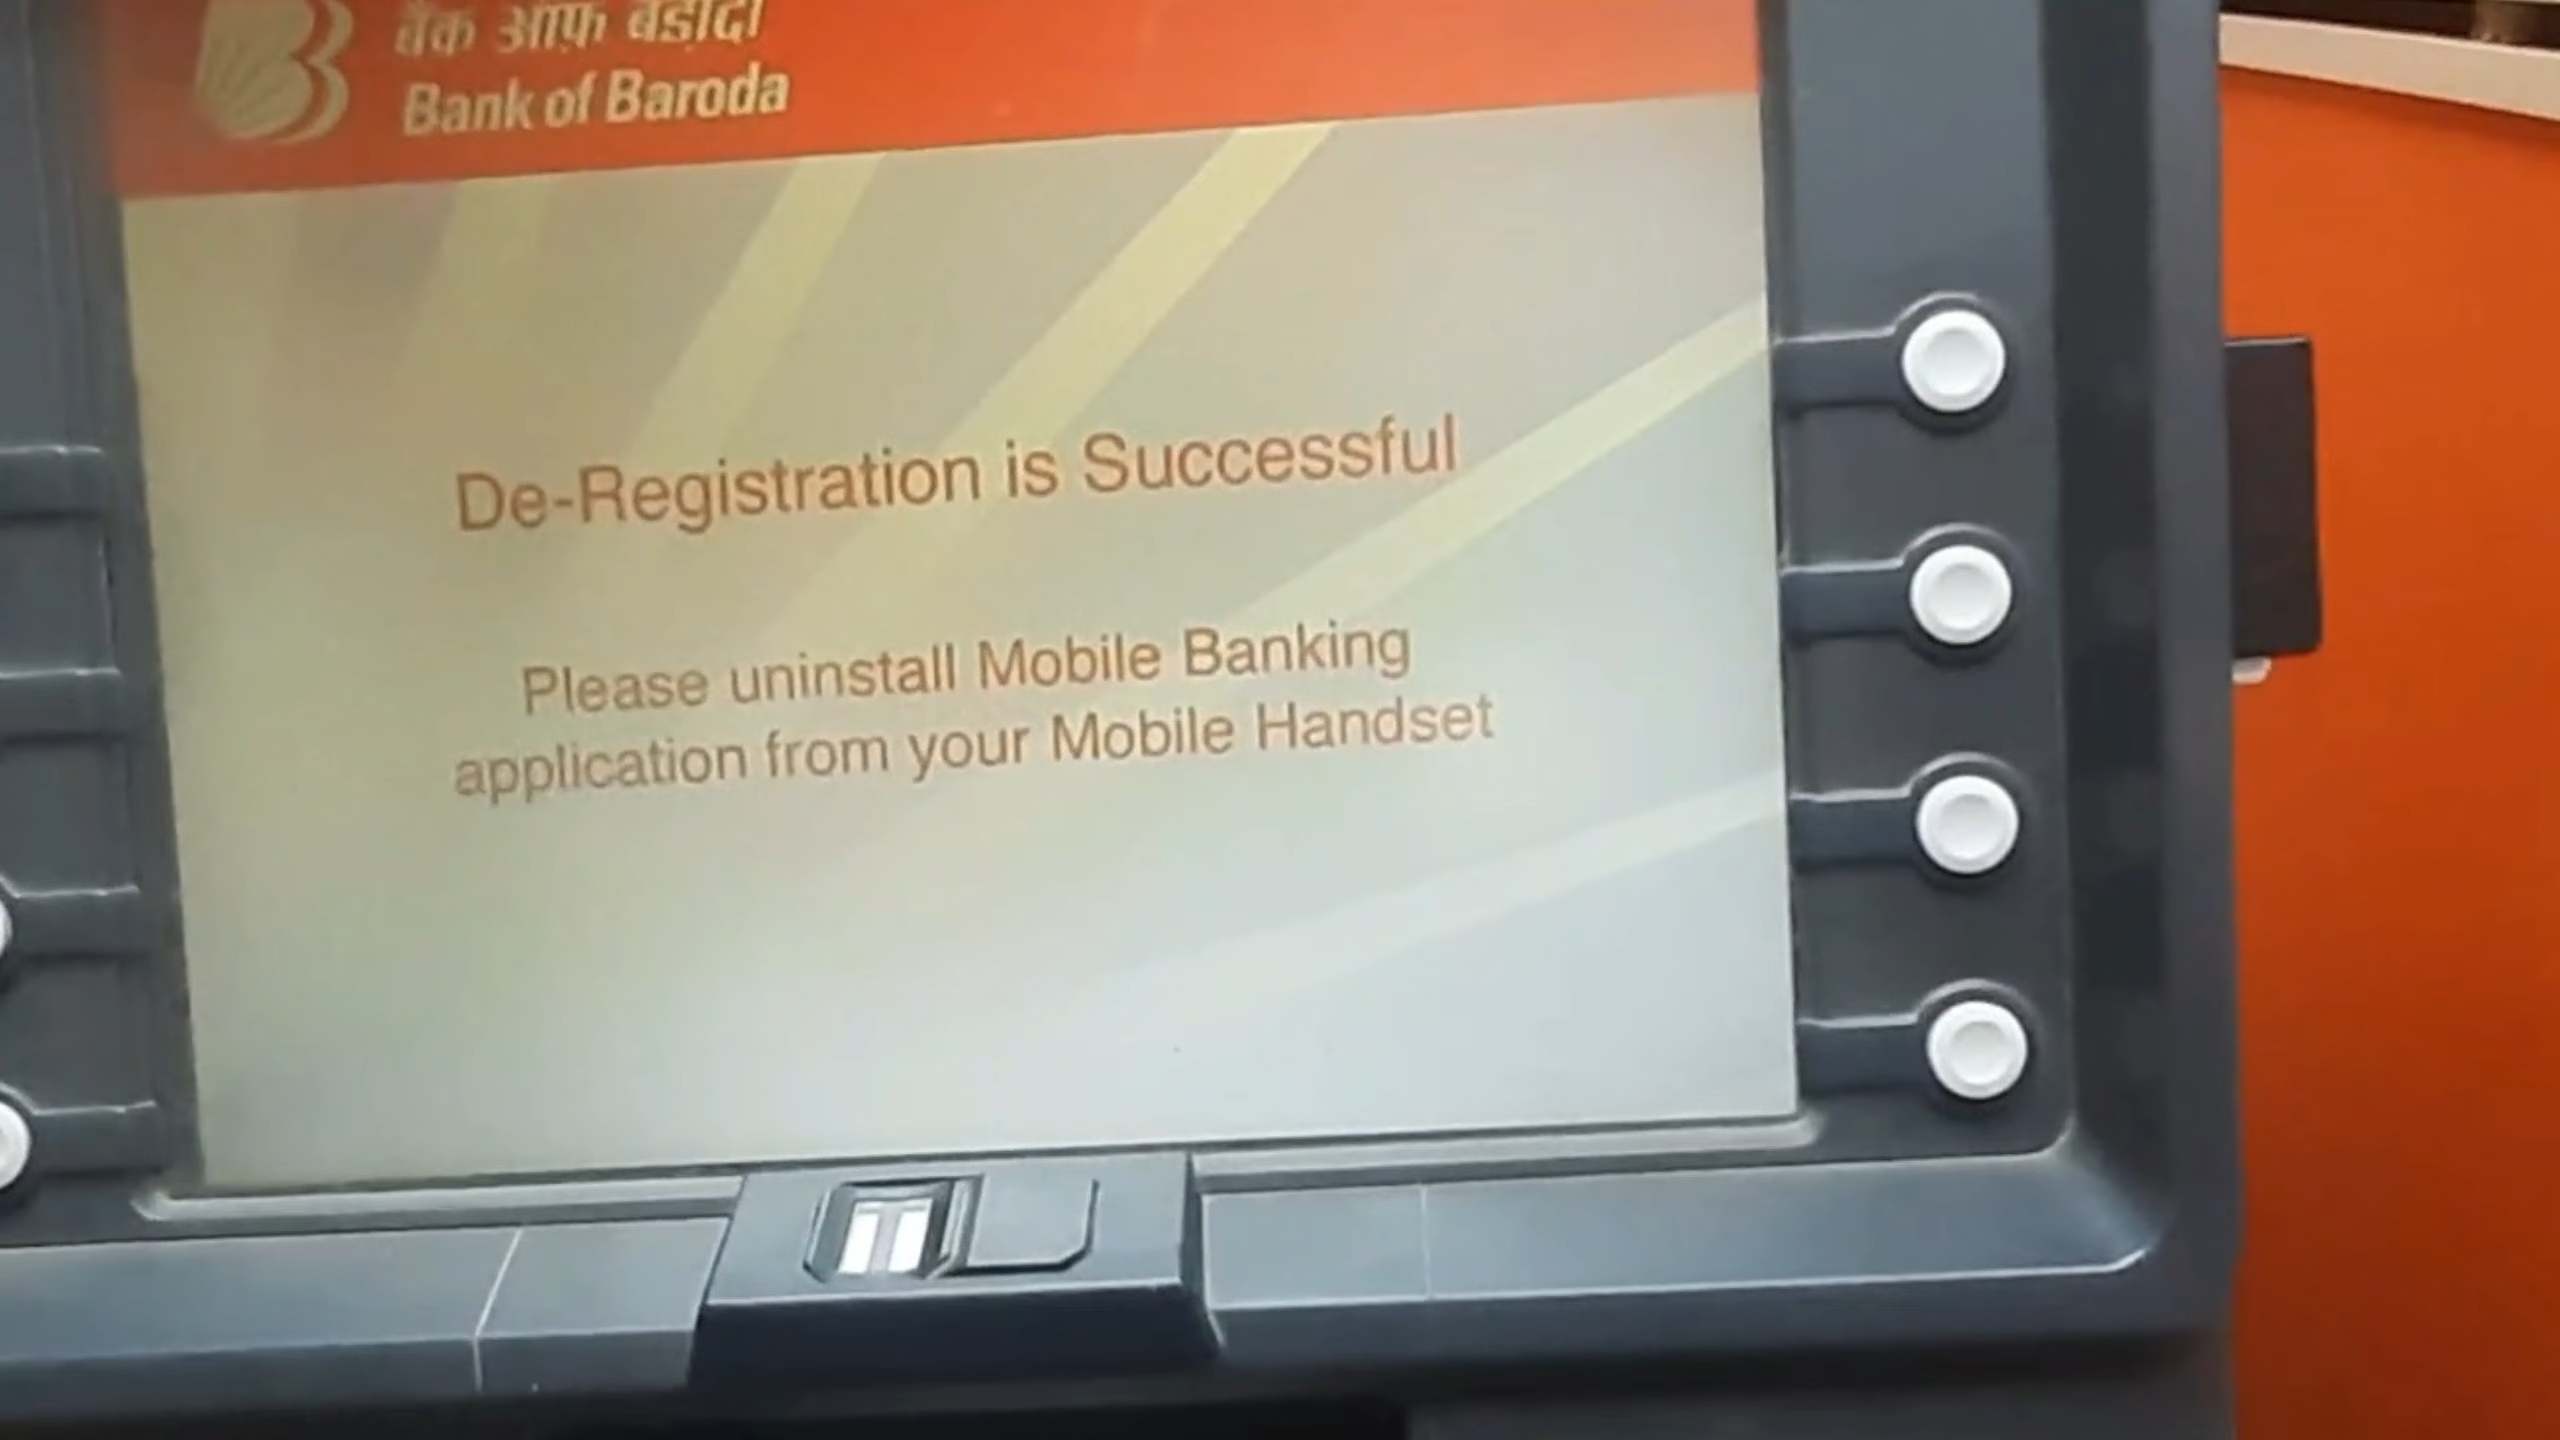 बैंक ऑफ़ बड़ौदा
Bank of Baroda
De-Registration is Successful
Please uninstall Mobile Banking
application from your Mobile Handset